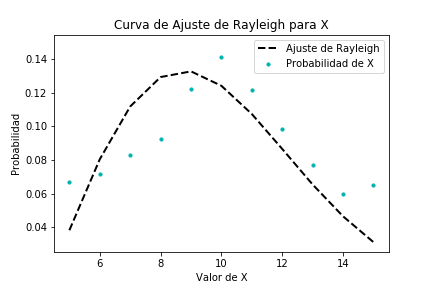 Curva de Ajuste de Rayleigh para X
Ajuste de Rayleigh
Probabilidad de X
Probabilidad
0.14
0.12
0.10
0.08
0.06
0.04
6 8 10 12 14
Valor de X